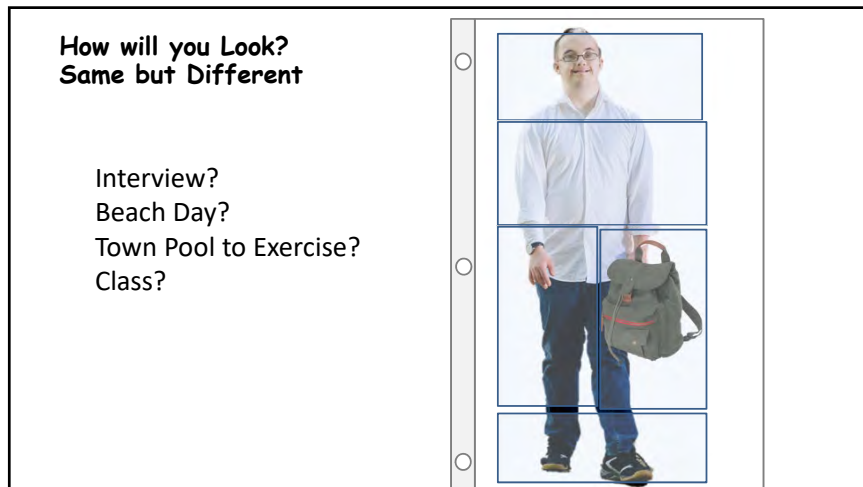 How will you Look?
Same but Different
Interview?
Beach Day?
Town Pool to Exercise?
Class?